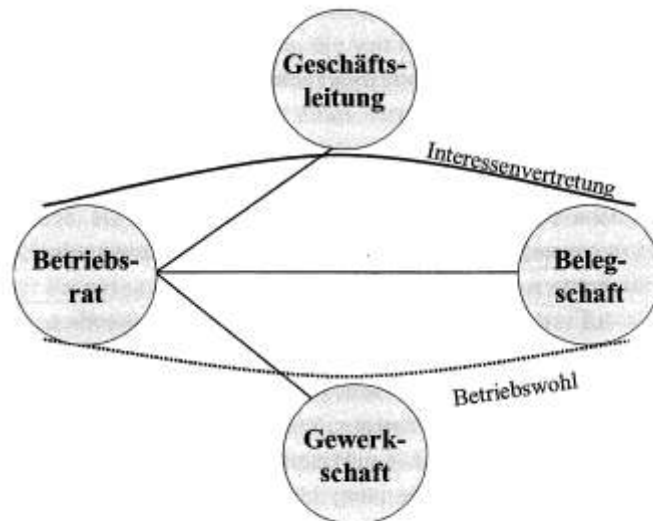 Geschäfts-
leitung
Interessenvertretung
Betriebs-
rat
Beleg-
schaft
Betriebswohl
Gewerk-
schaft